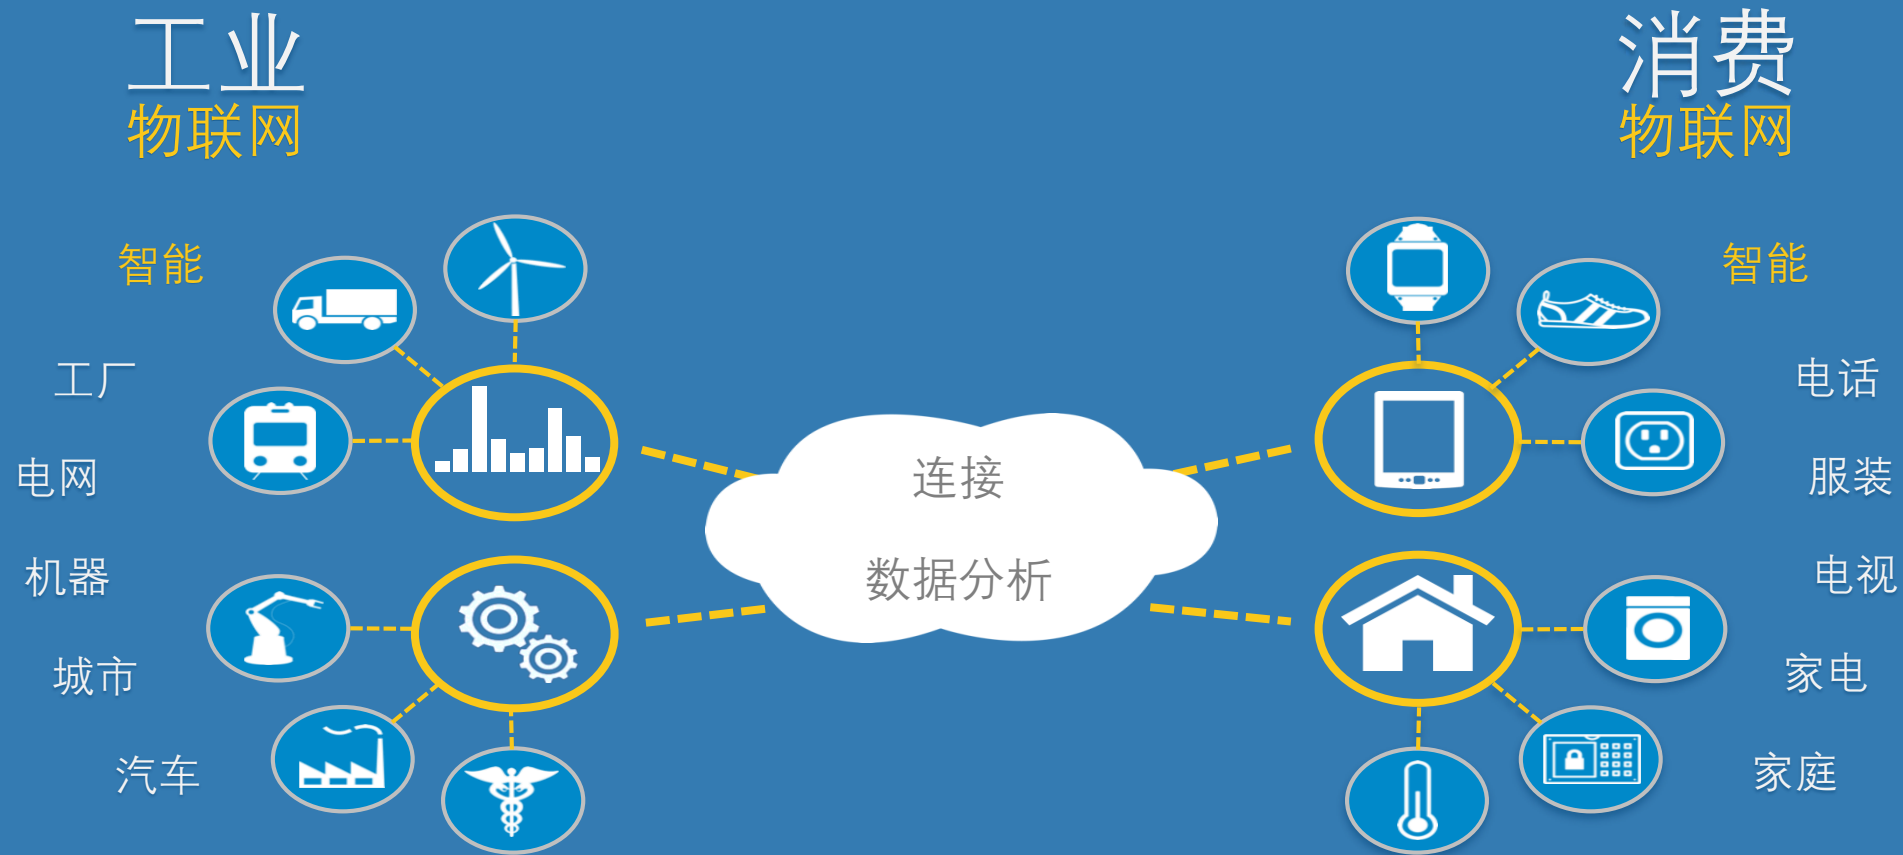 工业
物联网
智能
工厂
电网
机器
城市
汽车
连接
数据分析
消费
物联网
智能
电话
服装
电视
家电
家庭